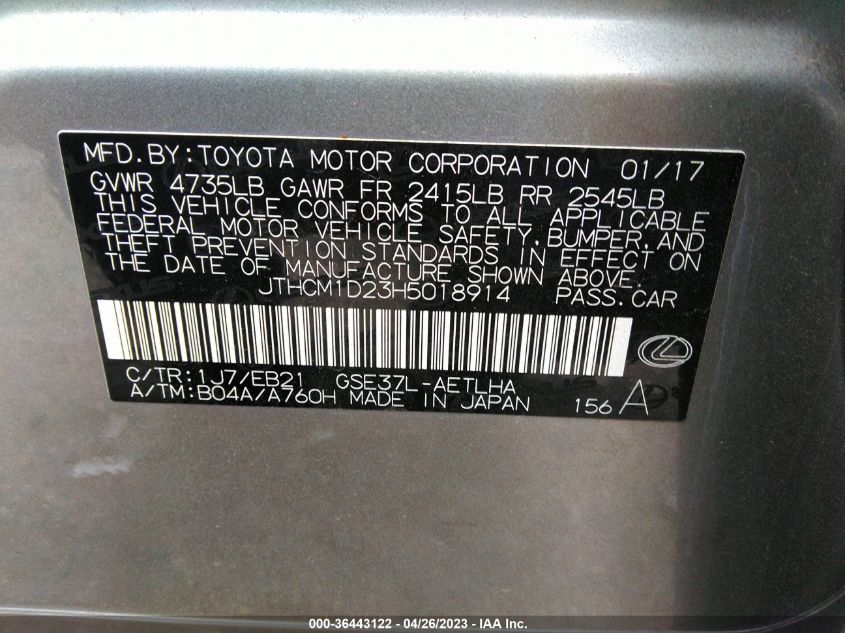 MFD.BY:TOYOTA MOTOR CORPORATION 01/17
GVWR 4735LB GAWR FR 2415LB RR 2545LB
THIS VEHICLE CONFORMS TO ALL APPLICABLE
FEDERAL MOTOR VEHICLE SAFETY,BUMPER,AND
THEFT PREVENTION STANDARDS IN EFFECT ON
THE DATE OF MANUFACTURE SHOWN ABOVE.
JTHCM1D23H5018914 PASS.CAR
C/TR:1J7/EB21 GSE37L-AETLHA
A/TM:B04A/A760H MADE IN JAPAN 156 A
000-36443122 - 04/26/2023 - IAA Inc.